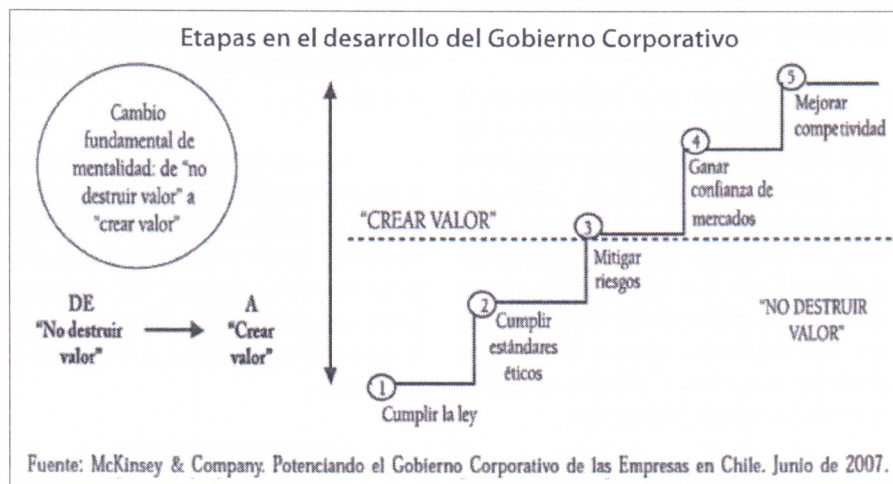 Etapas en el desarrollo del Gobierno Corporativo
Cambio
fundamental de
mentalidad: de "no
destruir valor" a
"crear valor"
DE
"No destruir
valor"
A
"Crear
valor"
"CREAR VALOR"
"NO DESTRUIR
VALOR"
1
Cumplir la ley
2
Cumplir
estándares
éticos
3
Mitigar
riesgos
4
Ganar
confianza de
mercados
5
Mejorar
competividad
Fuente: McKinsey & Company. Potenciando el Gobierno Corporativo de las Empresas en Chile. Junio de 2007.